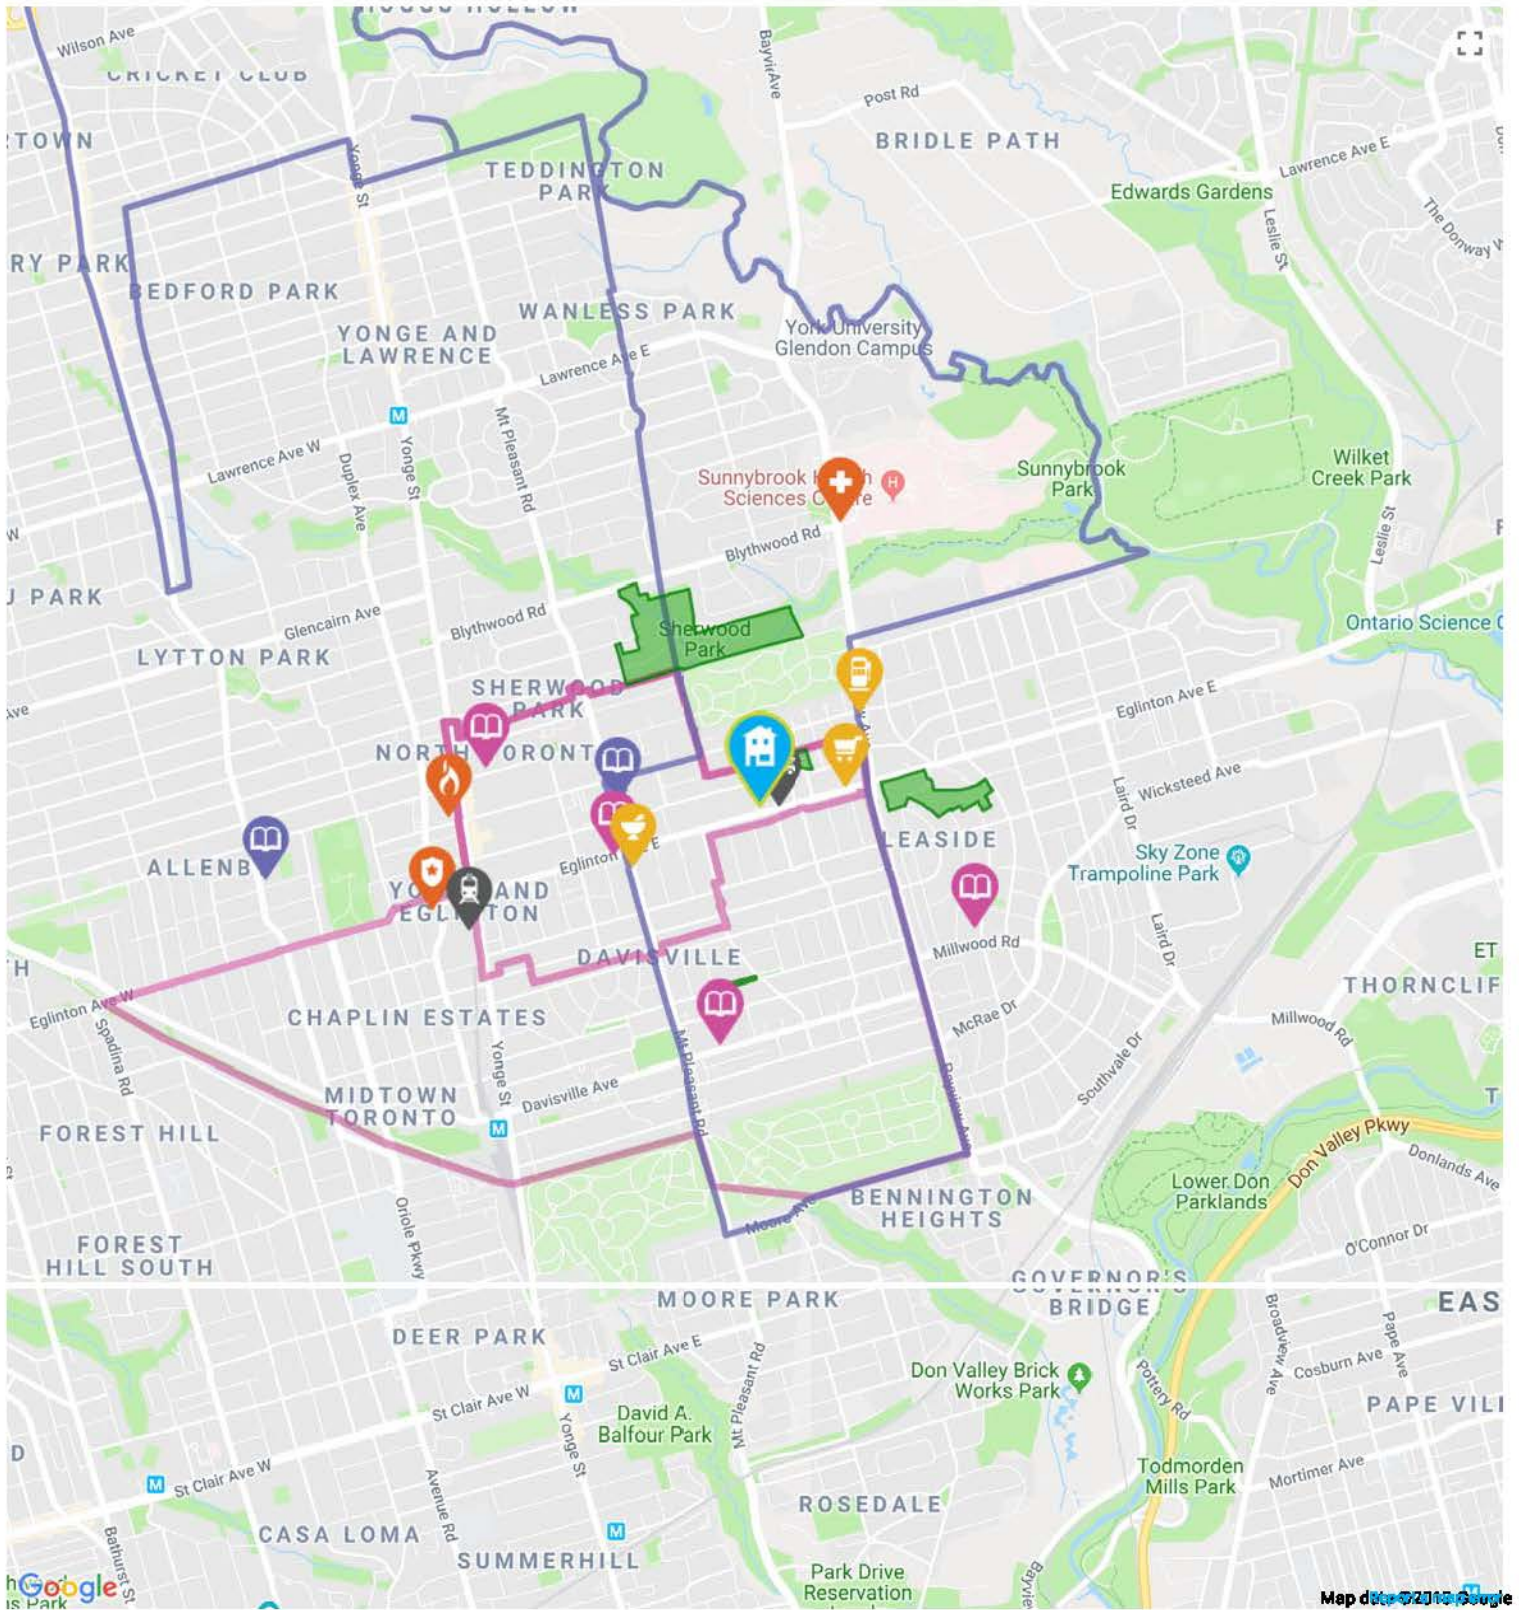 HOGGS HOLLOW
Wilson Ave
CRICKET CLUB
Post Rd
BRIDLE PATH
Lawrence Ave E
TOWN
Yonge St
TEDDINGTON
PARK
Edwards Gardens
The Donway
Leslie St
RY PARK
BEDFORD PARK
WANLESS PARK
YONGE AND
LAWRENCE
York University
Glendon Campus
Lawrence Ave E
M
Mt Pleasant Rd
Yonge St
Duplex Ave
Lawrence Ave W
Sunnybrook
Sciences
H
Sunnybrook
Park
Wilket
Creek Park
Leslie St
W
Blythwood Rd
PARK
Glencairn Ave
Blythwood Rd
Sherwood
Park
Ontario Science
LYTTON PARK
SHERWOOD
PARK
Ave
Eglinton Ave E
NORTH
Wicksteed Ave
Laird Dr
LEASIDE
Sky Zone
Trampoline Park
Eglinton
ALLENB
Laird Dr
Millwood Rd
DAVISVILLE
ET
H
THORNCLIF
Eglinton Ave W
Spadina Rd
CHAPLIN ESTATES
McRae Dr
Millwood Rd
Southvale Dr
Yonge St
Mt Pleasant Rd
Bayview Ave
Davisville Ave
MIDTOWN
TORONTO
M
T
FOREST HILL
Don Valley Pkwy
Donlands Ave
Lower Don
Parklands
Oriole Pkwy
Moore Ave
BENNINGTON
HEIGHTS
O'Connor Dr
FOREST
HILL SOUTH
GOVERNOR'S
GOVERNOR'S
BRIDGE
MOORE PARK
EAS
DEER PARK
St Clair Ave E
Mt Pleasant Rd
Broadview Ave
Pape Ave
Cosburn Ave
Don Valley Brick
Works Park
Pottery Rd
M
St Clair Ave W
PAPE VILL
David A.
Balfour Park
Yonge St
D
M
St Clair Ave W
Avenue Rd
Todmorden
Mills Park
Mortimer Ave
ROSEDALE
CASA LOMA
M
SUMMERHILL
Bathurst St
Park Drive
Reservation
Google